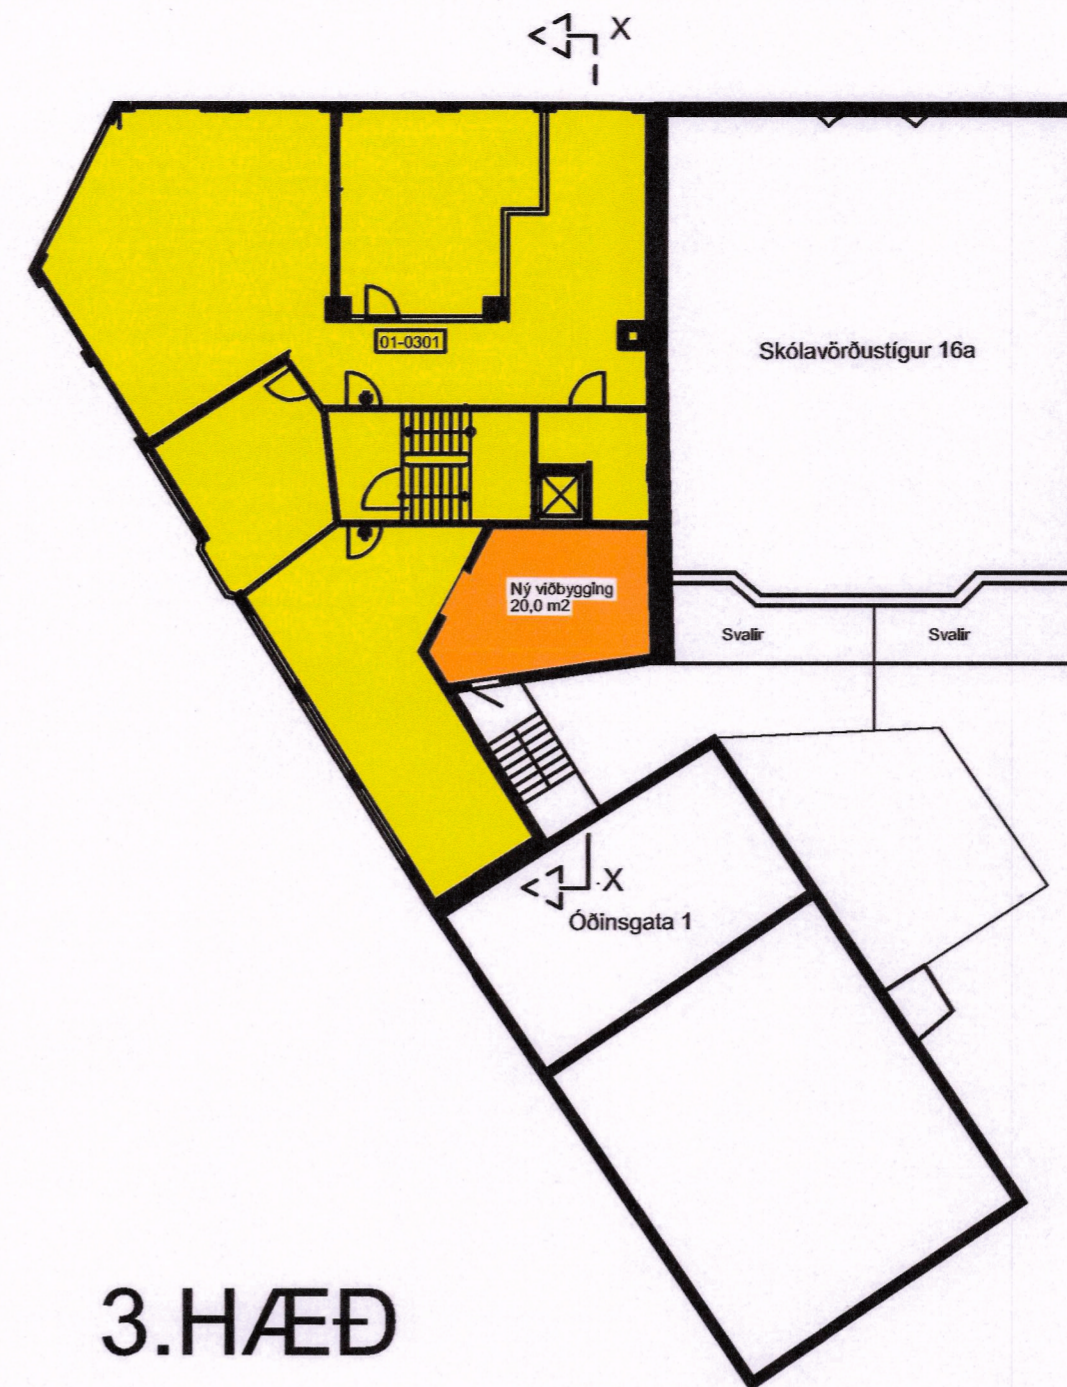 X
01-0301
Skólavörðustígur 16a
Ný viðbygging
20,0 m2
Svalir
Svalir
X
Óðinsgata 1
3.HÆÐ